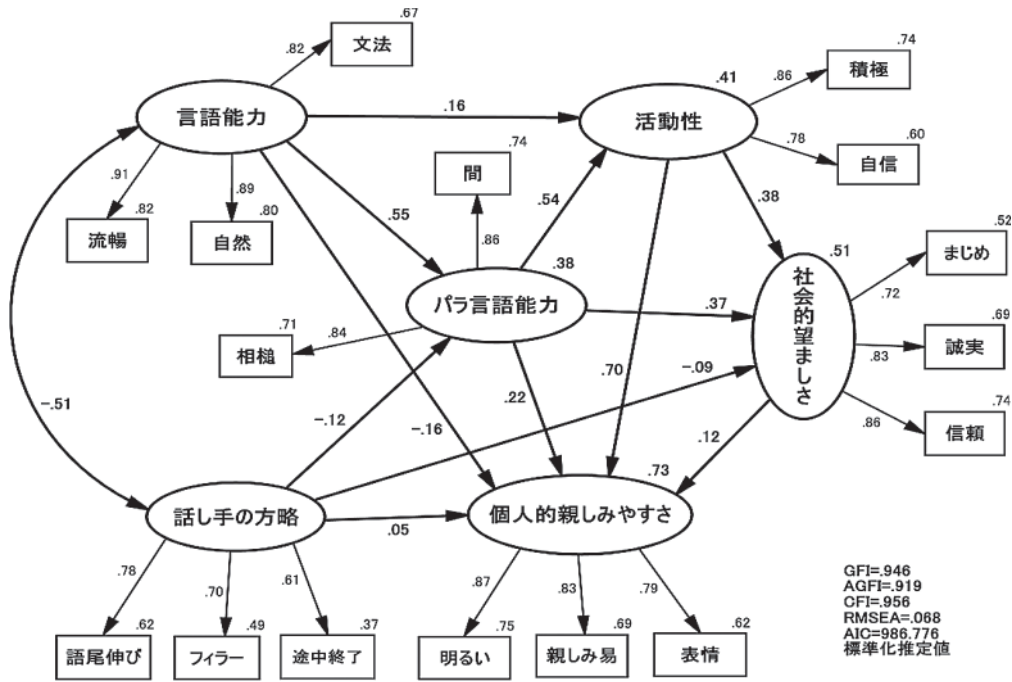 .67
.82
文法
.74
言語能力
.41
.86
積極
.16
活動性
.74
.78
.60
間
自信
.91
.89
.82
.80
.54
.38
流暢
自然
.55
.86
.52
.38
.51
まじめ
パラ言語能力
.72
.71
.37
社会的望ましさ
.69
相槌
.84
.83
誠実
.70
-.09
-.51
.22
.74
-.12
.86
信頼
-.16
.12
.73
話し手の方略
個人的親しみやすさ
.05
.78
.70
.61
.87
.83
.79
.62
.49
.37
.75
.69
.62
語尾伸び
フィラー
途中終了
明るい
親しみ易
表情
GFI=.946
AGFI=.919
CFI=.956
RMSEA=.068
AIC=986.776
標準化推定値